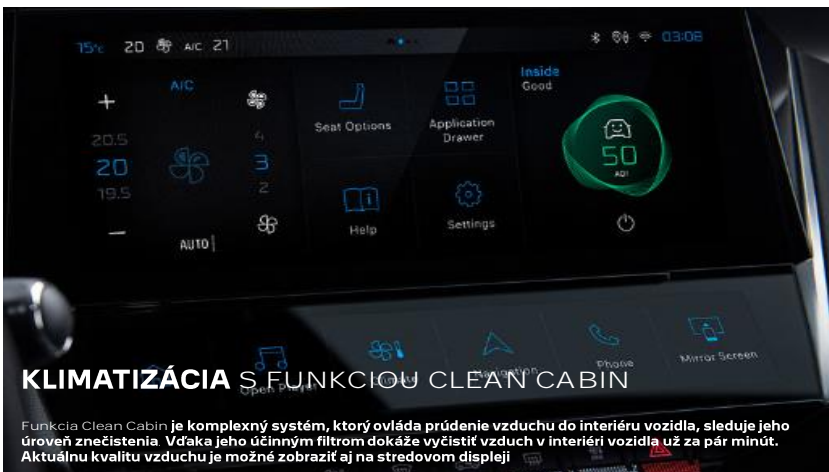 15°c 20 A/C 21 03:08
A/C
Inside
Good
20.5
20
19.5
4
3
2
AUTO
Seat Options
Application
Drawer
50
AQI
Help
Settings
Open Player
Climate
Navigation
Phone
Mirror Screen
KLIMATIZÁCIA S FUNKCIOU CLEAN CABIN
Funkcia Clean Cabin je komplexný systém, ktorý ovláda prúdenie vzduchu do interiéru vozidla, sleduje jeho
úroveň znečistenia. Vďaka jeho účinným filtrom dokáže vyčistiť vzduch v interiéri vozidla už za pár minút.
Aktuálnu kvalitu vzduchu je možné zobraziť aj na stredovom displeji